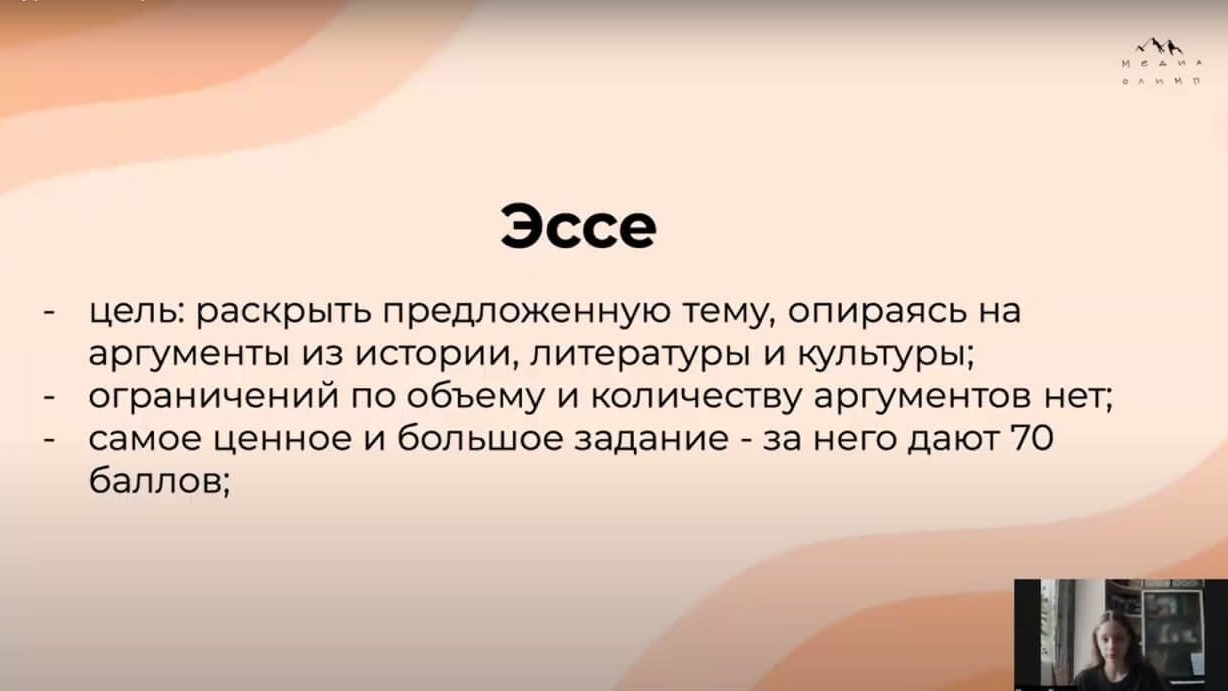 Медиа
олимп
Эссе
- цель: раскрыть предложенную тему, опираясь на
аргументы из истории, литературы и культуры;
- ограничений по объему и количеству аргументов нет;
- самое ценное и большое задание - за него дают 70
баллов;